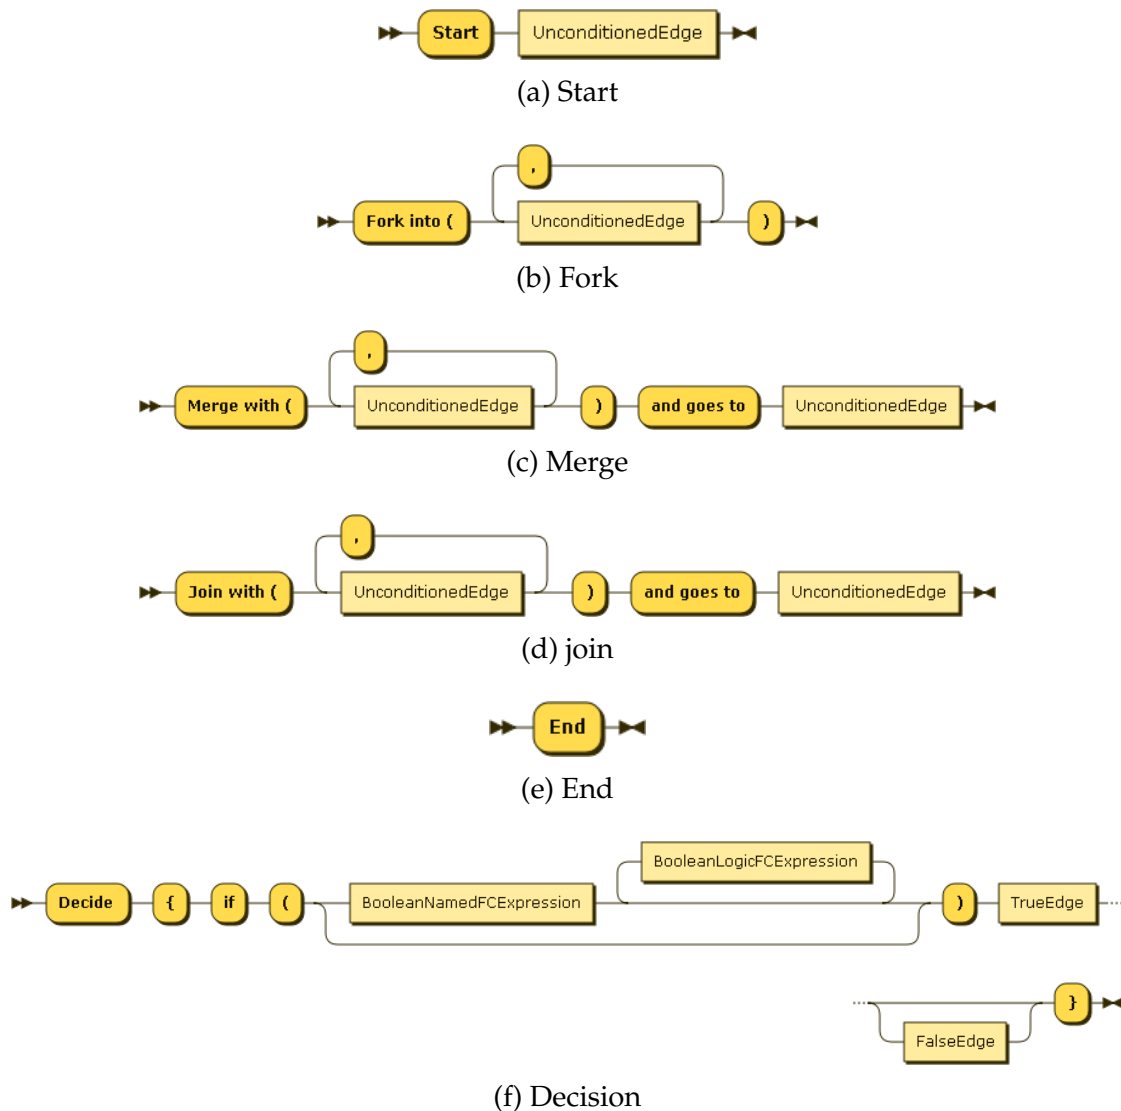 Start UnconditionedEdge
(a) Start
,
Fork into ( UnconditionedEdge )
(b) Fork
,
Merge with ( UnconditionedEdge ) and goes to UnconditionedEdge
(c) Merge
,
Join with ( UnconditionedEdge ) and goes to UnconditionedEdge
(d) join
End
(e) End
BooleanLogicFCExpression
Decide { if ( BooleanNamedFCExpression ) TrueEdge
}
FalseEdge
(f) Decision